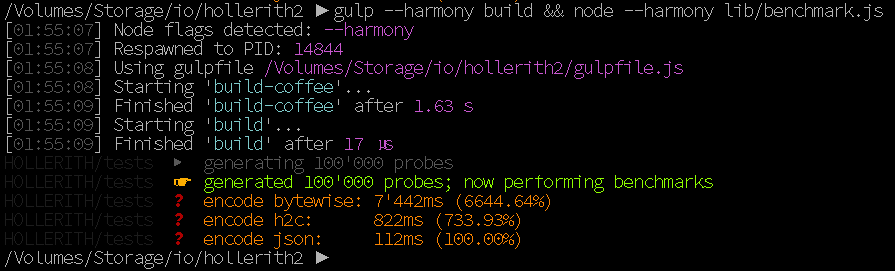 /Volumes/Storage/io/hollerith2 ▶gulp --harmony build && node --harmony lib/benchmark.js
[01:55:07] Node flags detected: --harmony
[01:55:07] Respawned to PID: 14844
[01:55:08] Using gulpfile /Volumes/Storage/io/hollerith2/gulpfile.js
[01:55:08] Starting 'build-coffee'...
[01:55:09] Finished 'build-coffee' after 1.63 s
[01:55:09] Starting 'build'...
[01:55:09] Finished 'build' after 17 μs
HOLLERITH/tests ▶ generating 100'000 probes
HOLLERITH/tests ☛ generated 100'000 probes; now performing benchmarks
HOLLERITH/tests ? encode bytewise: 7'442ms (6644.64%)
HOLLERITH/tests ? encode h2c: 822ms (733.93%)
HOLLERITH/tests ? encode json: 112ms (100.00%)
/Volumes/Storage/io/hollerith2 ▶